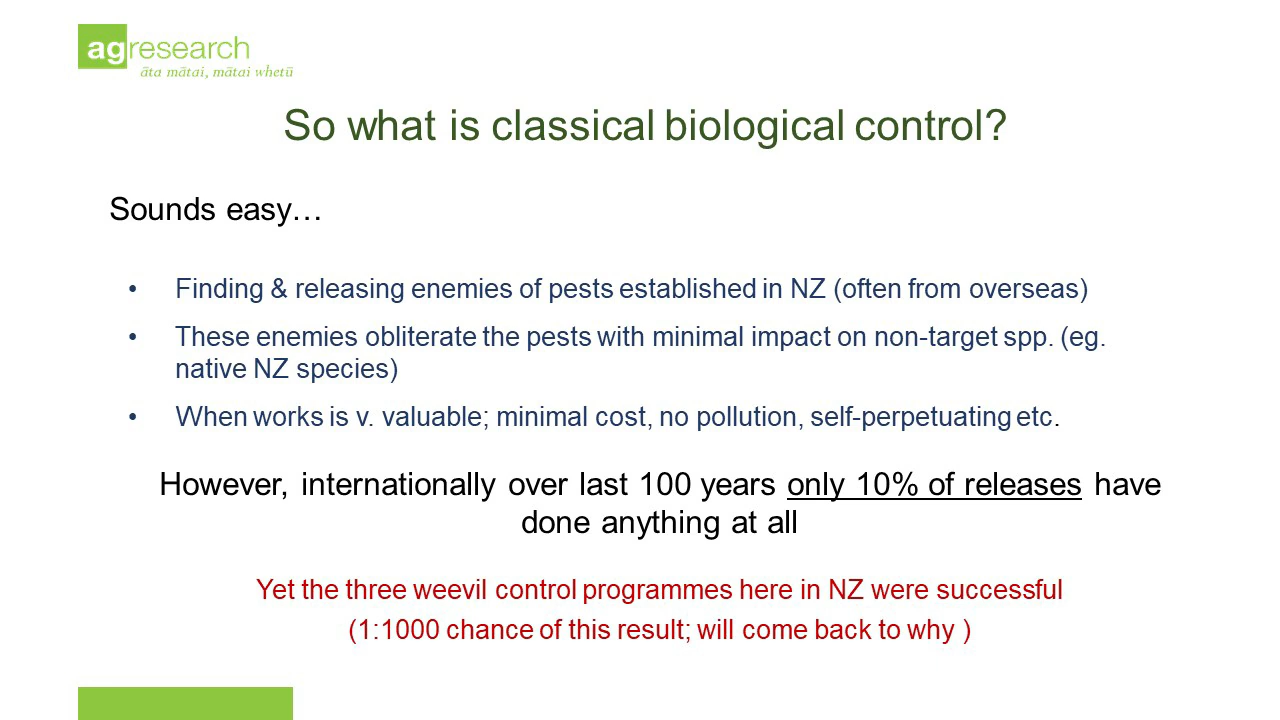 agresearch
āta mātai, mātai whetū
So what is classical biological control?
Sounds easy…
• Finding & releasing enemies of pests established in NZ (often from overseas)
• These enemies obliterate the pests with minimal impact on non-target spp. (eg.
native NZ species)
• When works is v. valuable; minimal cost, no pollution, self-perpetuating etc.
However, internationally over last 100 years only 10% of releases have
done anything at all
Yet the three weevil control programmes here in NZ were successful
(1:1000 chance of this result; will come back to why )